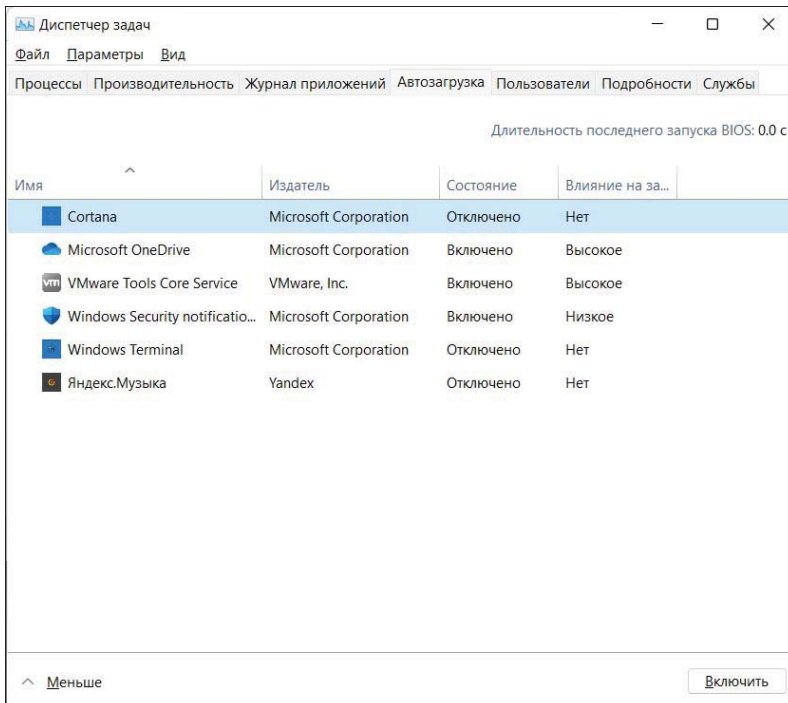 Диспетчер задач
Файл Параметры Вид
Процессы Производительность Журнал приложений Автозагрузка Пользователи Подробности Службы
Длительность последнего запуска BIOS: 0.0 с
Имя Издатель Состояние Влияние на за...
Cortana Microsoft Corporation Отключено Нет
Microsoft OneDrive Microsoft Corporation Включено Высокое
vm VMware Tools Core Service VMware, Inc. Включено Высокое
Windows Security notificatio... Microsoft Corporation Включено Низкое
Windows Terminal Microsoft Corporation Отключено Нет
Яндекс.Музыка Yandex Отключено Нет
Меньше Включить